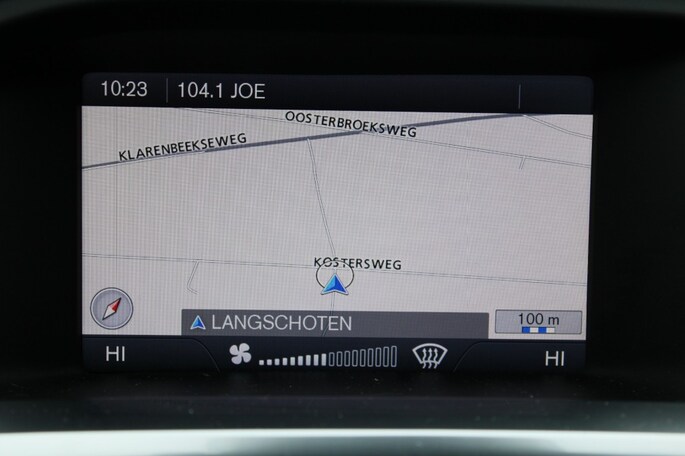 10:23 104.1 JOE
OOSTERBROEKSWEG
KLARENBEEKSEWEG
KOSTERSWEG
LANGSCHOTEN
100 m
HI HI